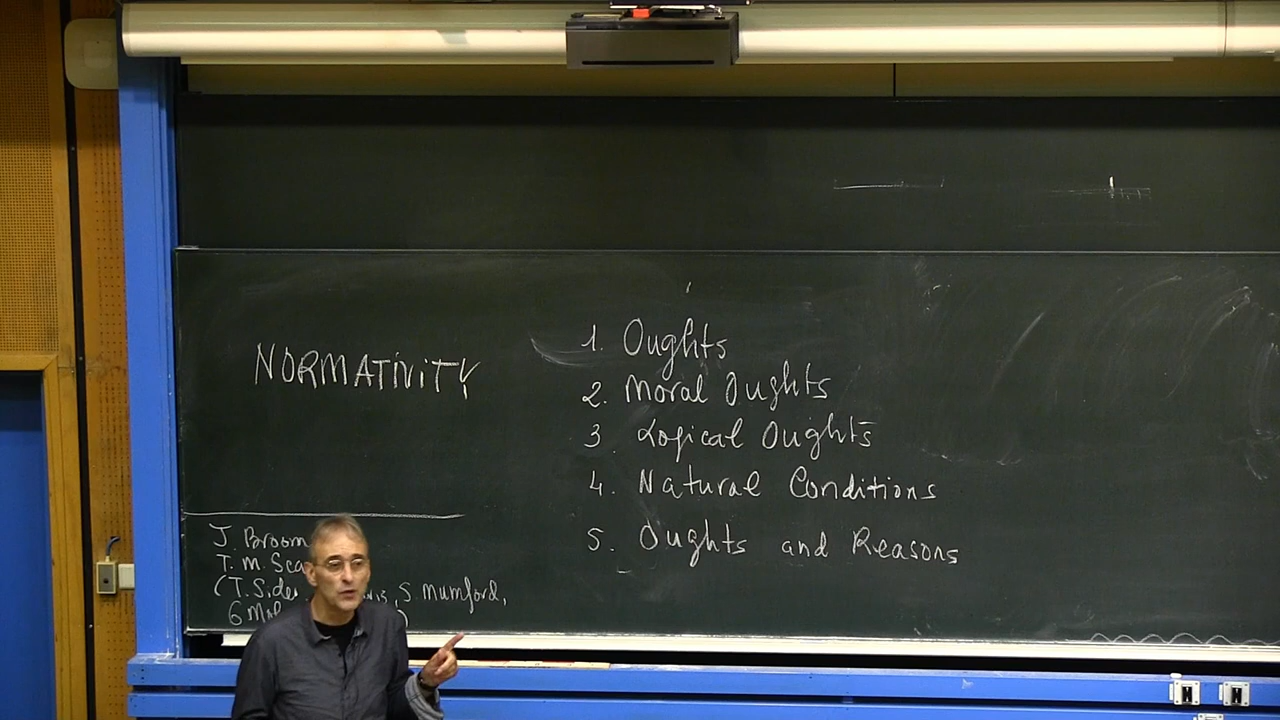 NORMATIVITY
1. Oughts
2. Moral Oughts
3. Logical Oughts
4. Natural Conditions
5. Oughts and Reasons
J. Broom
T. M. Sca
(T. Side , S Mumford,